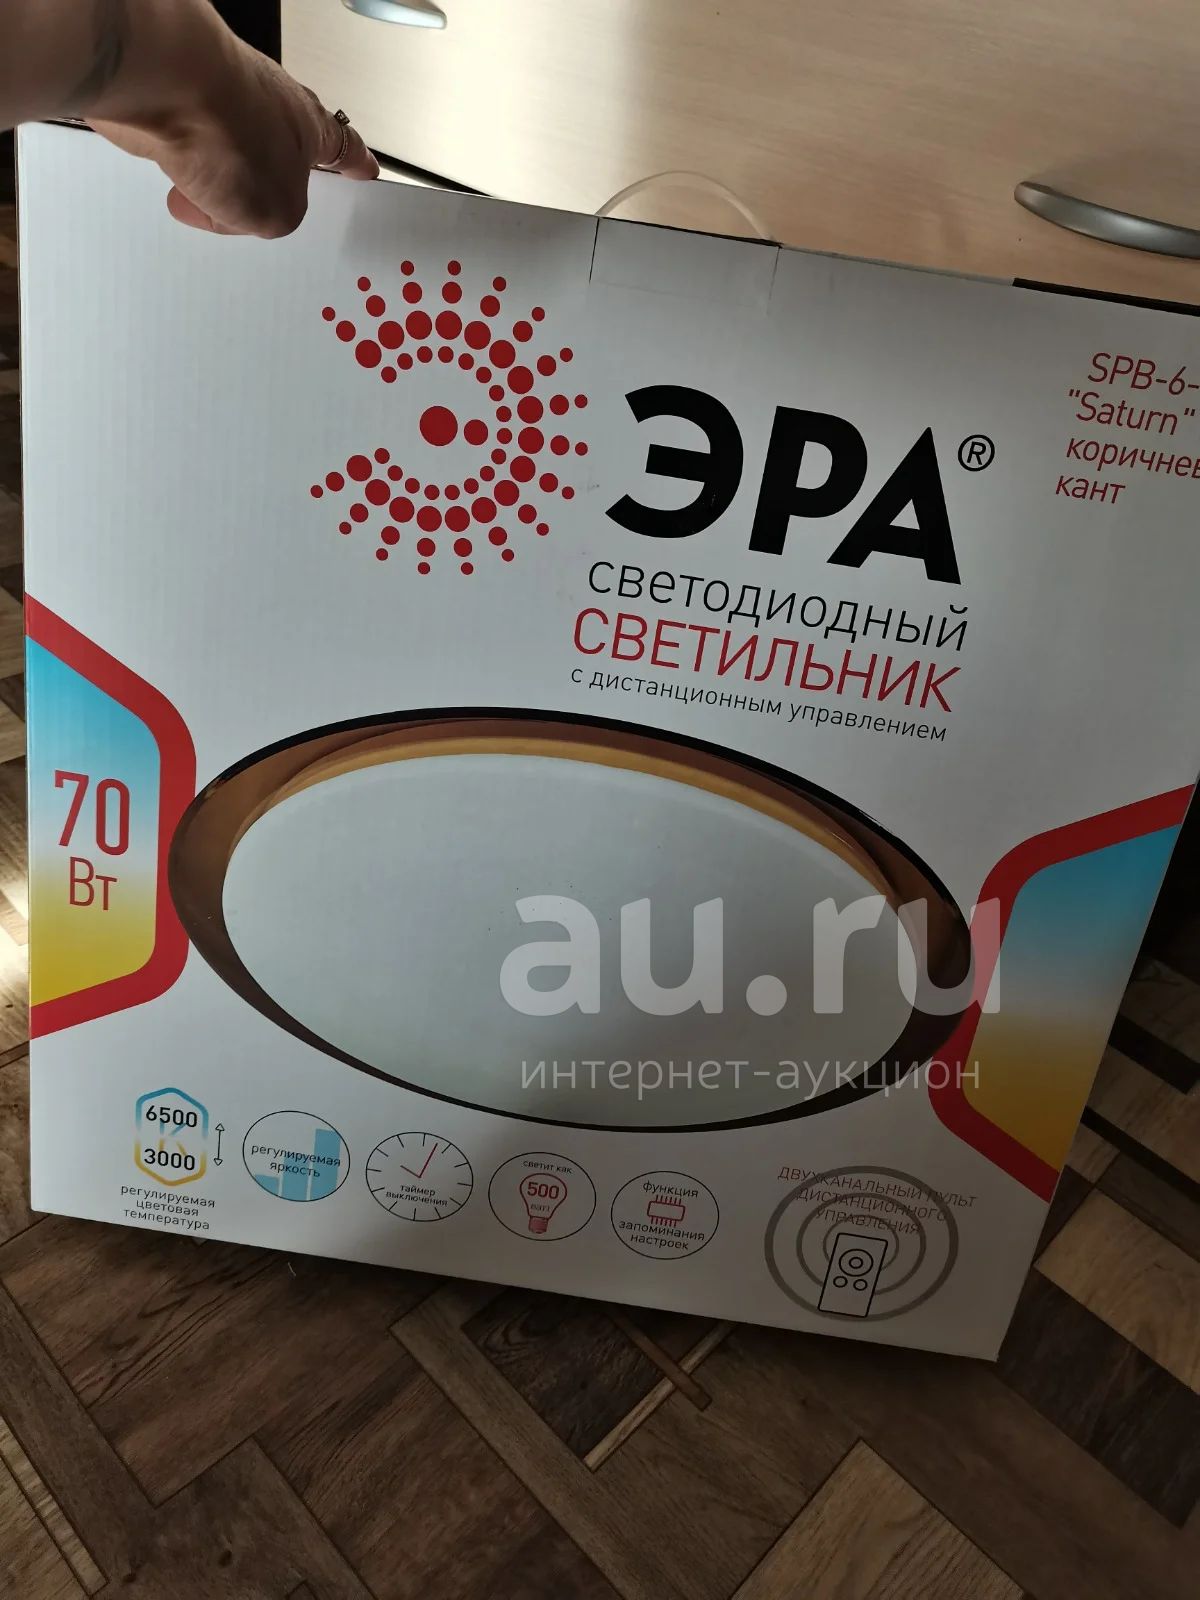 ЭРА®
SPB-6-
"Saturn"
коричнев
кант
светодиодный
СВЕТИЛЬНИК
с дистанционным управлением
70
Вт
au.ru
интернет-аукцион
6500
K
3000
регулируемая
цветовая
температура
регулируемая
яркость
таймер
выключения
светит как
500
ватт
функция
запоминания
настроек
ДВУХКАНАЛЬНЫЙ ПУЛЬТ
ДИСТАНЦИОННОГО
УПРАВЛЕНИЯ